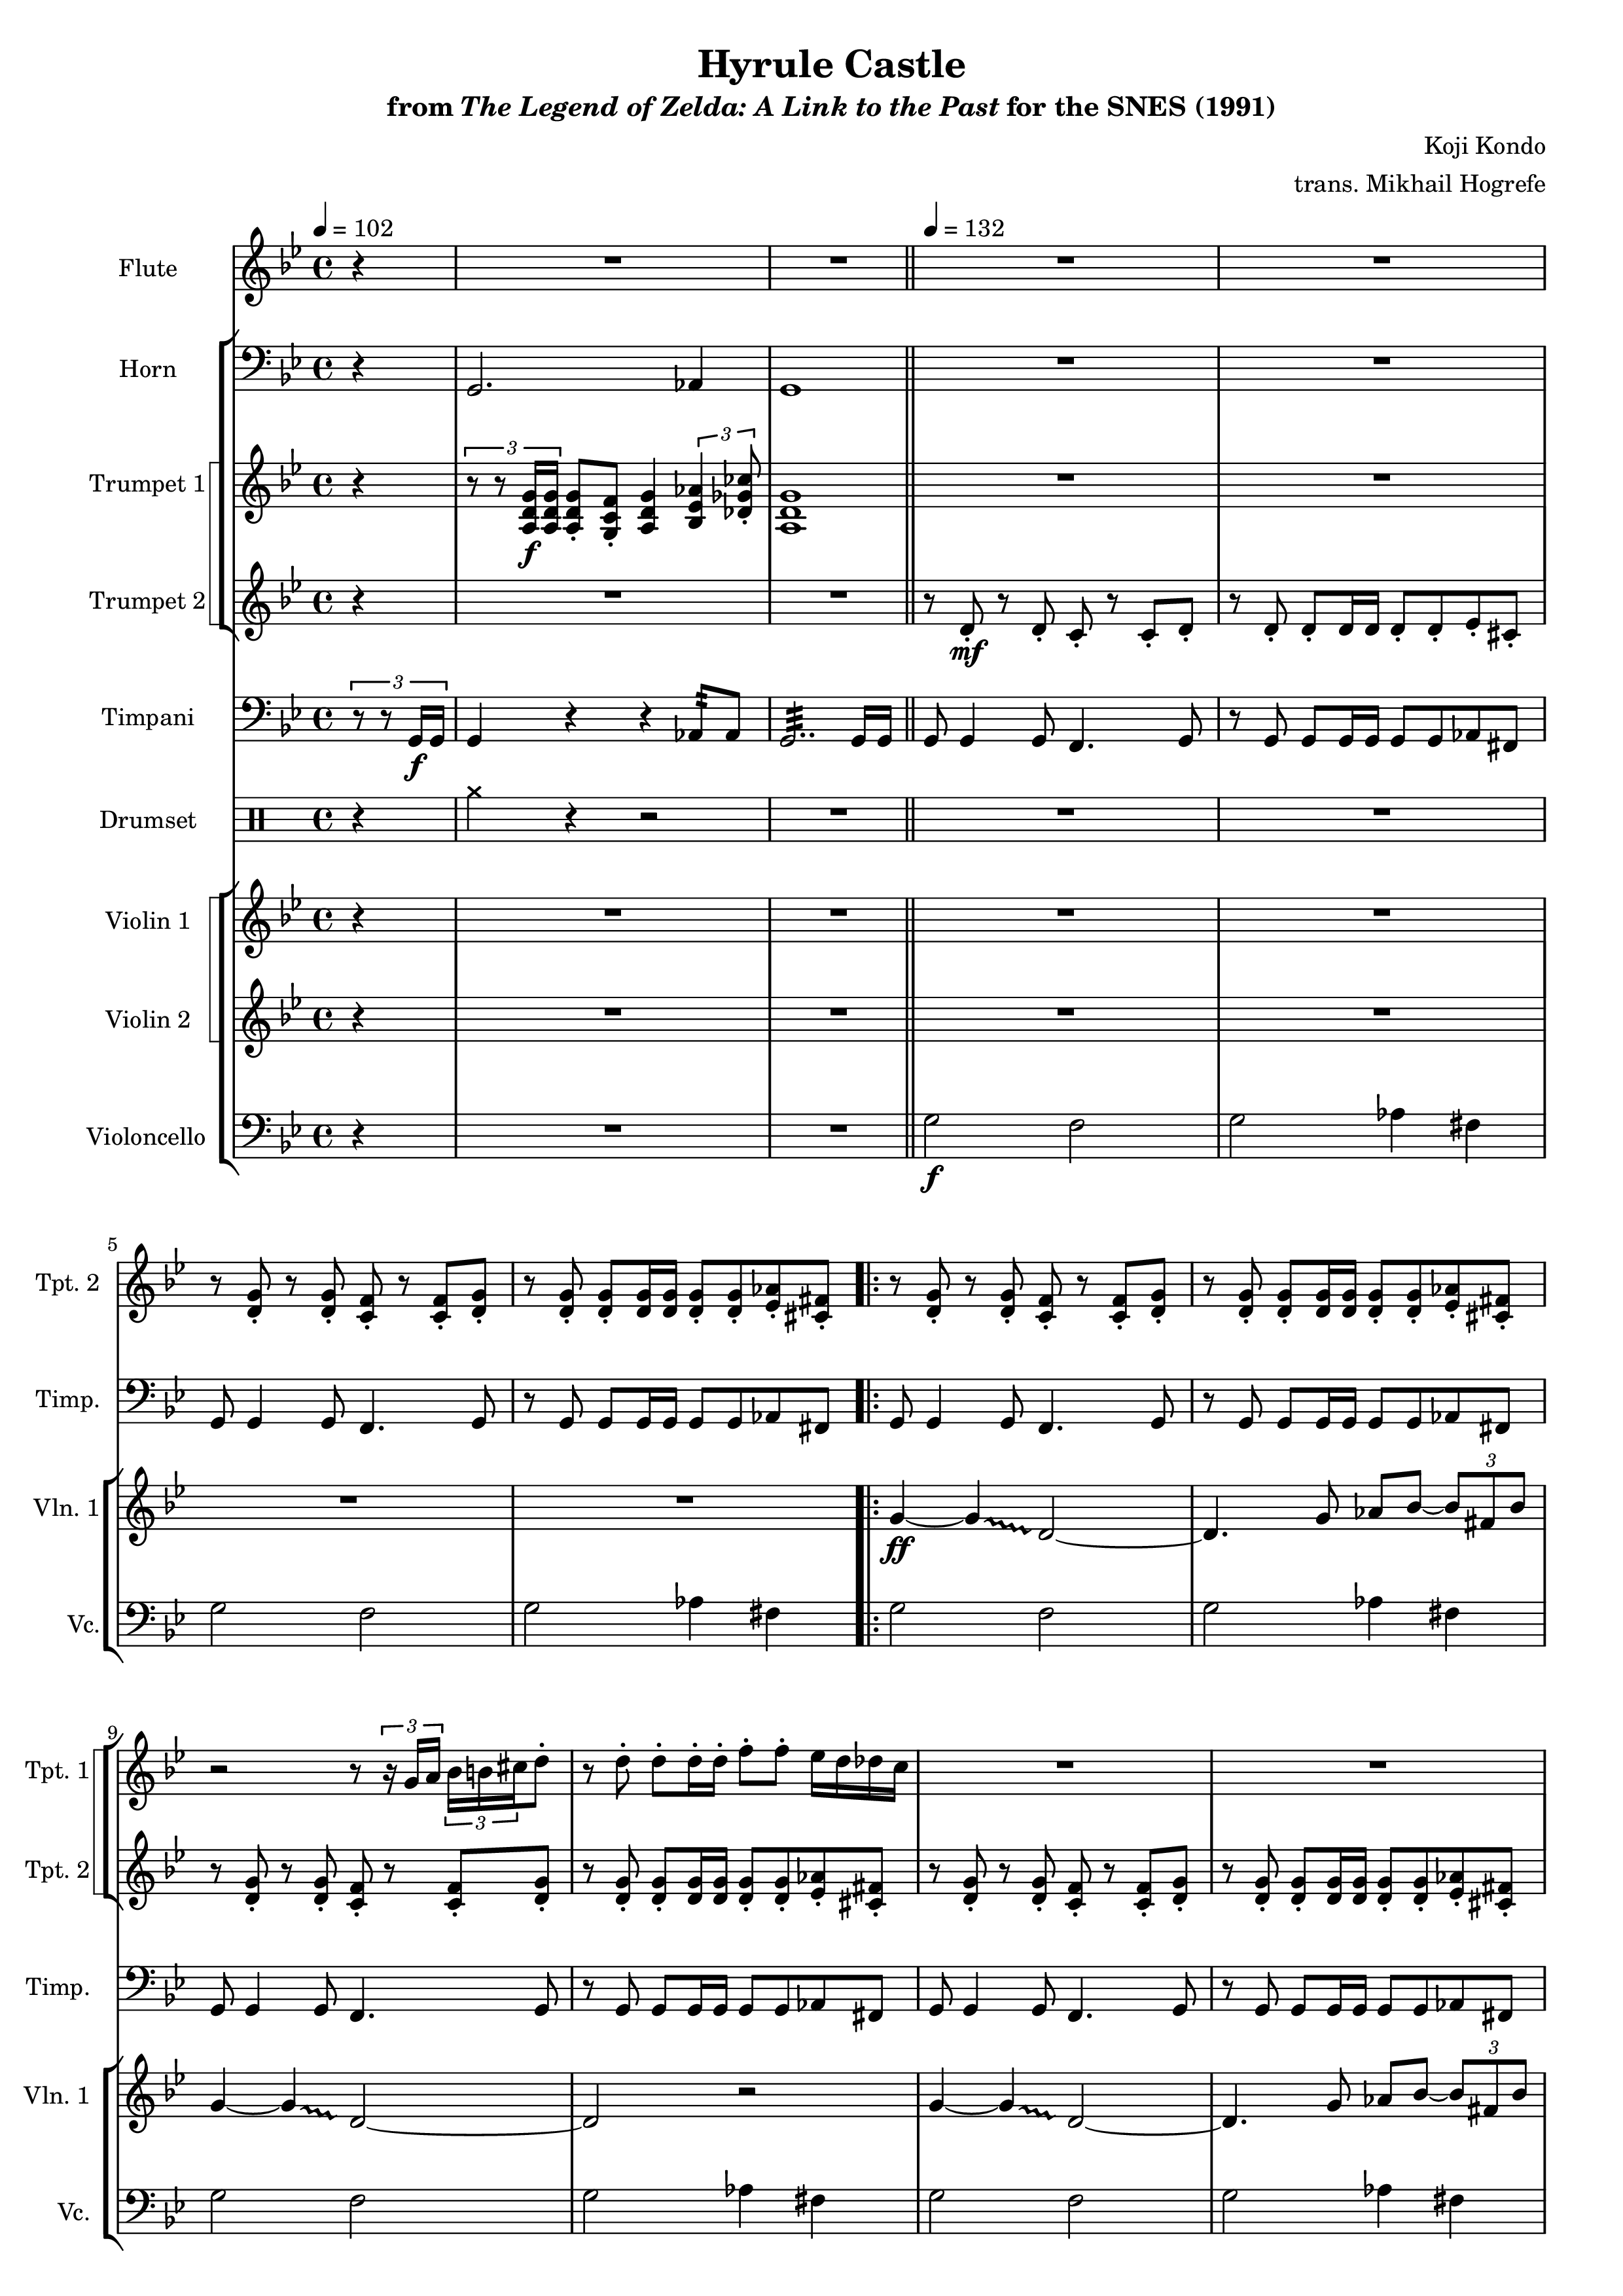 Hyrule Castle
from The Legend of Zelda: A Link to the Past for the SNES (1991)
Koji Kondo
trans. Mikhail Hogrefe
= 102
= 132
Flute
Horn
Trumpet 1
3
3
f
Trumpet 2
mf
Timpani
3
f
Drumset
Violin 1
Violin 2
Violoncello
f
5
Tpt. 2
Timp.
Vln. 1
ff
3
Vc.
9
Tpt. 1
3
3
Tpt. 2
Timp.
Vln. 1
3
Vc.